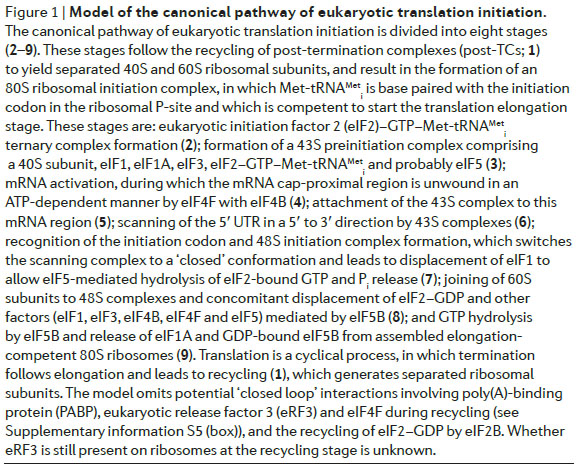 Figure 1 | Model of the canonical pathway of eukaryotic translation initiation.
The canonical pathway of eukaryotic translation initiation is divided into eight stages
(2–9). These stages follow the recycling of post-termination complexes (post-TCs; 1)
to yield separated 40S and 60S ribosomal subunits, and result in the formation of an
80S ribosomal initiation complex, in which Met-tRNAᴹᵉᵗᵢ is base paired with the initiation
codon in the ribosomal P-site and which is competent to start the translation elongation
stage. These stages are: eukaryotic initiation factor 2 (eIF2)–GTP–Met-tRNAᴹᵉᵗᵢ
ternary complex formation (2); formation of a 43S preinitiation complex comprising
a 40S subunit, eIF1, eIF1A, eIF3, eIF2–GTP–Met-tRNAᴹᵉᵗᵢ and probably eIF5 (3);
mRNA activation, during which the mRNA cap-proximal region is unwound in an
ATP-dependent manner by eIF4F with eIF4B (4); attachment of the 43S complex to this
mRNA region (5); scanning of the 5′ UTR in a 5′ to 3′ direction by 43S complexes (6);
recognition of the initiation codon and 48S initiation complex formation, which switches
the scanning complex to a ‘closed’ conformation and leads to displacement of eIF1 to
allow eIF5-mediated hydrolysis of eIF2-bound GTP and Pᵢ release (7); joining of 60S
subunits to 48S complexes and concomitant displacement of eIF2–GDP and other
factors (eIF1, eIF3, eIF4B, eIF4F and eIF5) mediated by eIF5B (8); and GTP hydrolysis
by eIF5B and release of eIF1A and GDP-bound eIF5B from assembled elongation-
competent 80S ribosomes (9). Translation is a cyclical process, in which termination
follows elongation and leads to recycling (1), which generates separated ribosomal
subunits. The model omits potential ‘closed loop’ interactions involving poly(A)-binding
protein (PABP), eukaryotic release factor 3 (eRF3) and eIF4F during recycling (see
Supplementary information S5 (box)), and the recycling of eIF2–GDP by eIF2B. Whether
eRF3 is still present on ribosomes at the recycling stage is unknown.